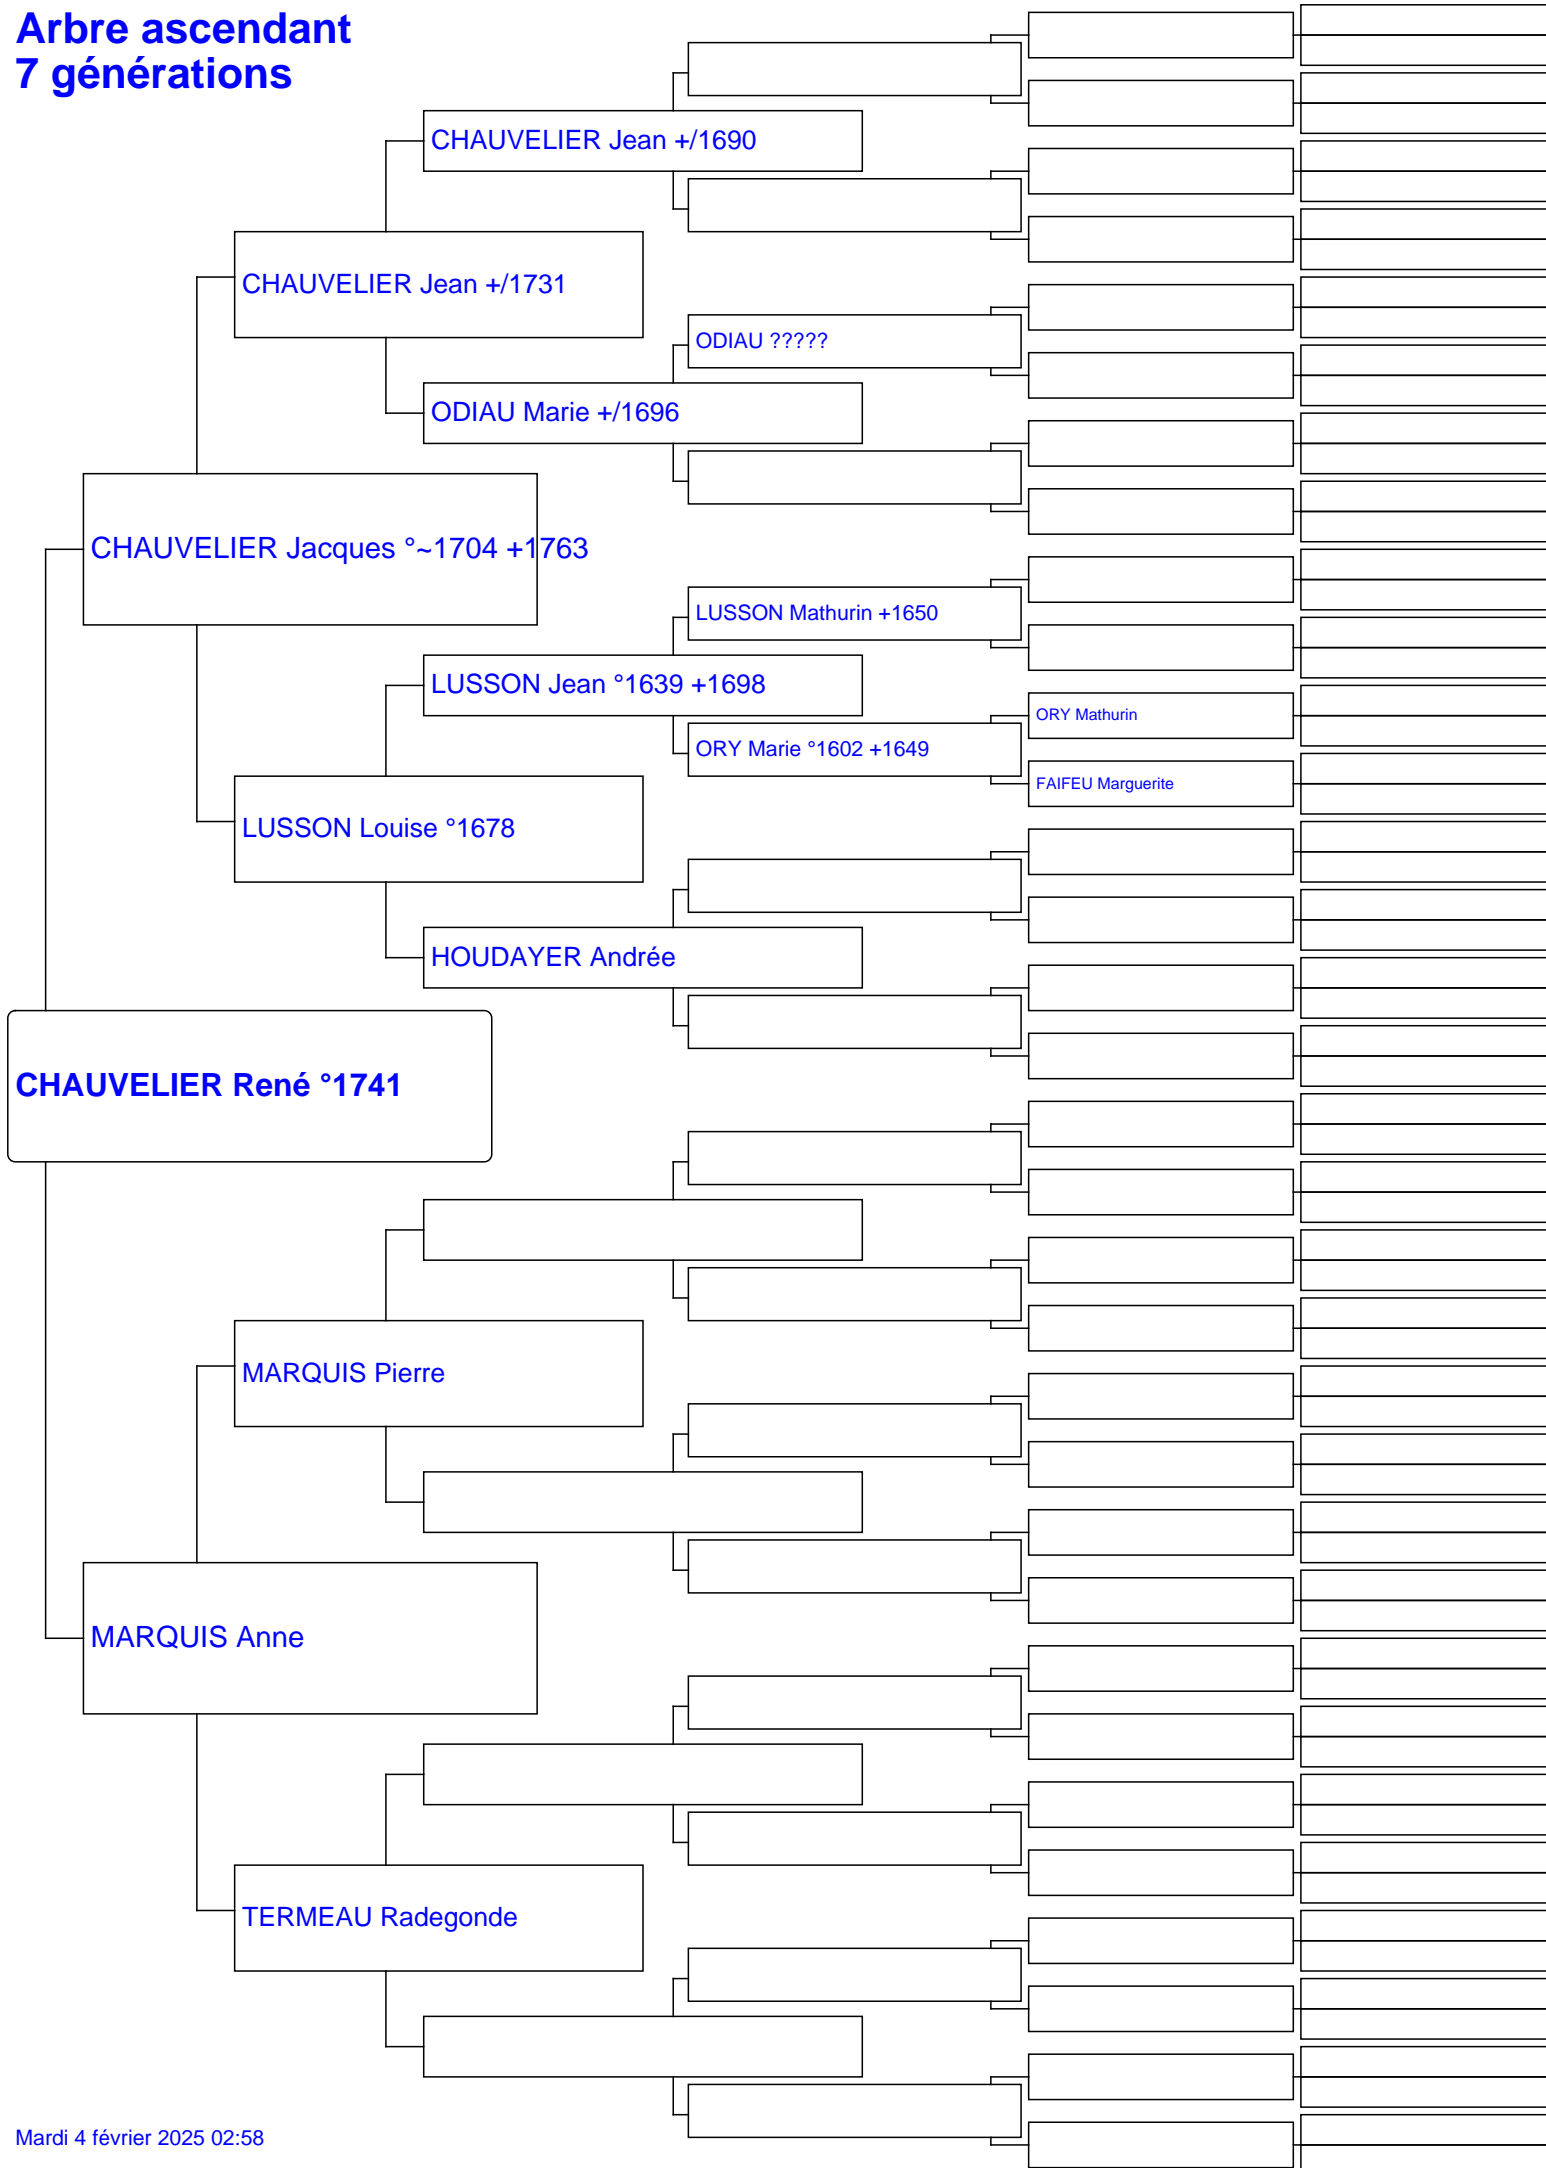 Arbre ascendant
7 générations
CHAUVELIER Jean +/1690
CHAUVELIER Jean +/1731
ODIAU ?????
ODIAU Marie +/1696
CHAUVELIER Jacques °~1704 +1763
LUSSON Mathurin +1650
LUSSON Jean °1639 +1698
ORY Mathurin
ORY Marie °1602 +1649
FAIFEU Marguerite
LUSSON Louise °1678
HOUDAYER Andrée
CHAUVELIER René °1741
MARQUIS Pierre
MARQUIS Anne
TERMEAU Radegonde
Mardi 4 février 2025 02:58